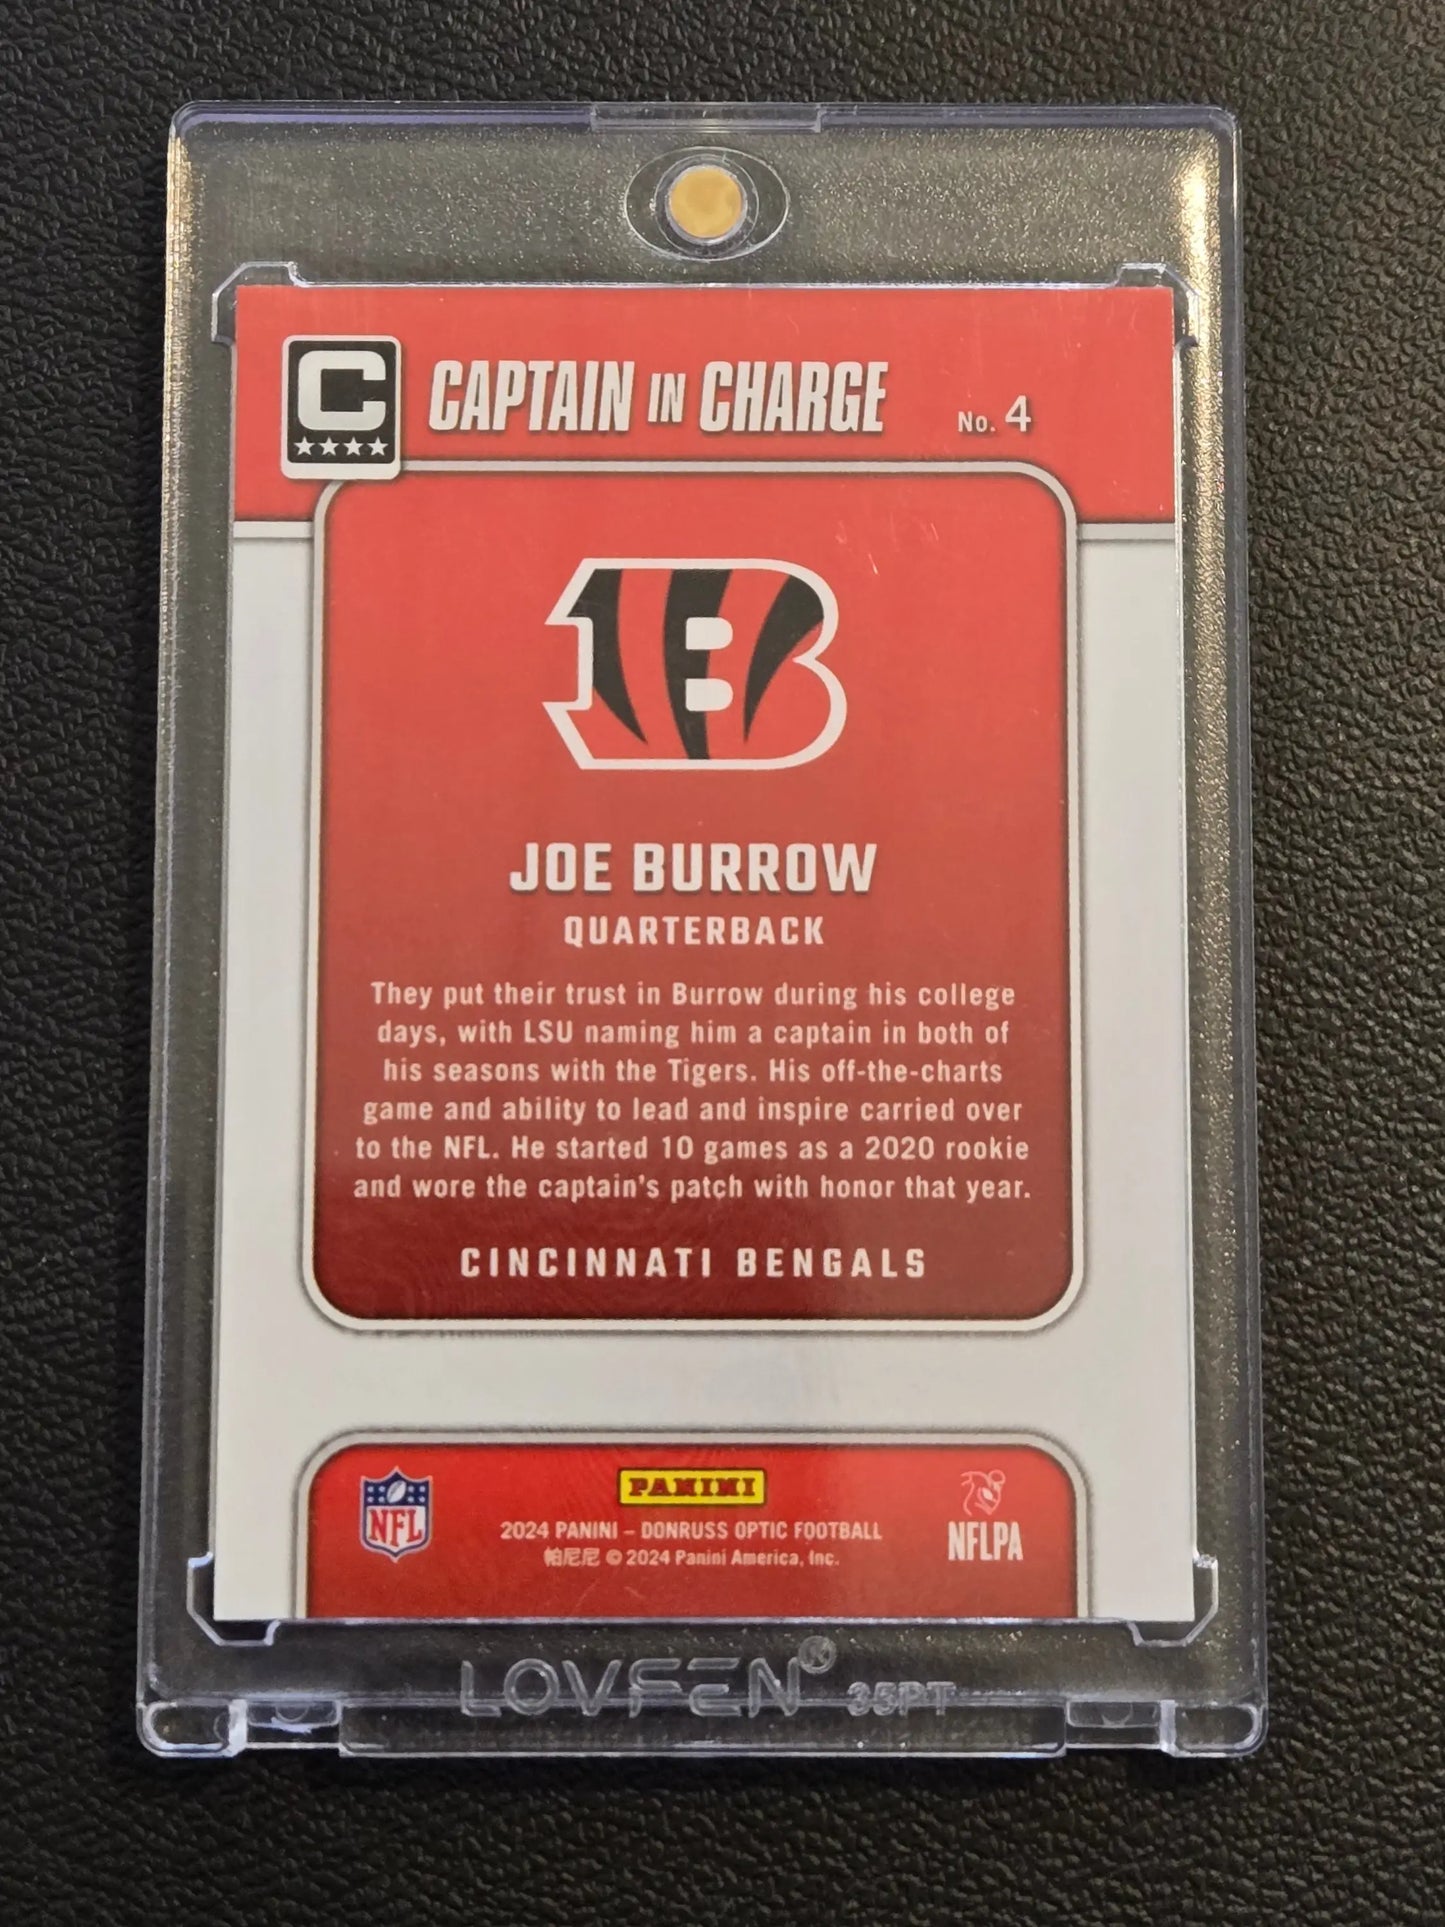 C
CAPTAIN IN CHARGE
No. 4
B
JOE BURROW
QUARTERBACK
They put their trust in Burrow during his college
days, with LSU naming him a captain in both of
his seasons with the Tigers. His off-the-charts
game and ability to lead and inspire carried over
to the NFL. He started 10 games as a 2020 rookie
and wore the captain's patch with honor that year.
CINCINNATI BENGALS
NFL
PANINI
2024 PANINI – DONRUSS OPTIC FOOTBALL
帕尼尼 © 2024 Panini America, Inc.
NFLPA
LOVFEN® 35PT